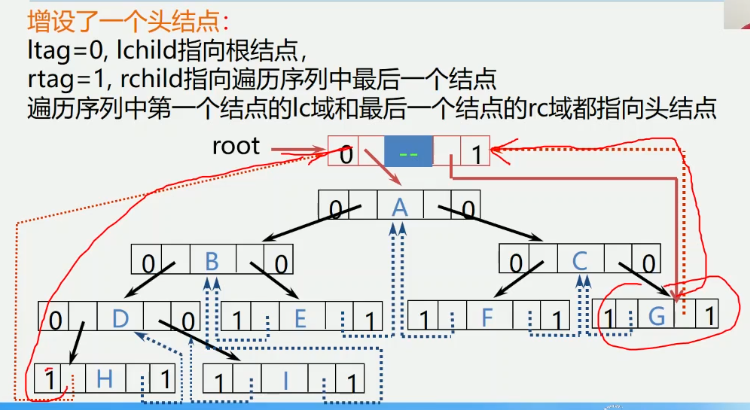 增设了一个头结点：
ltag=0, lchild指向根结点，
rtag=1, rchild指向遍历序列中最后一个结点
遍历序列中第一个结点的lc域和最后一个结点的rc域都指向头结点
root 0 -- 1
0 A 0
0 B 0 0 C 0
0 D 0 1 E 1 1 F 1 1 G 1
1 H 1 1 I 1